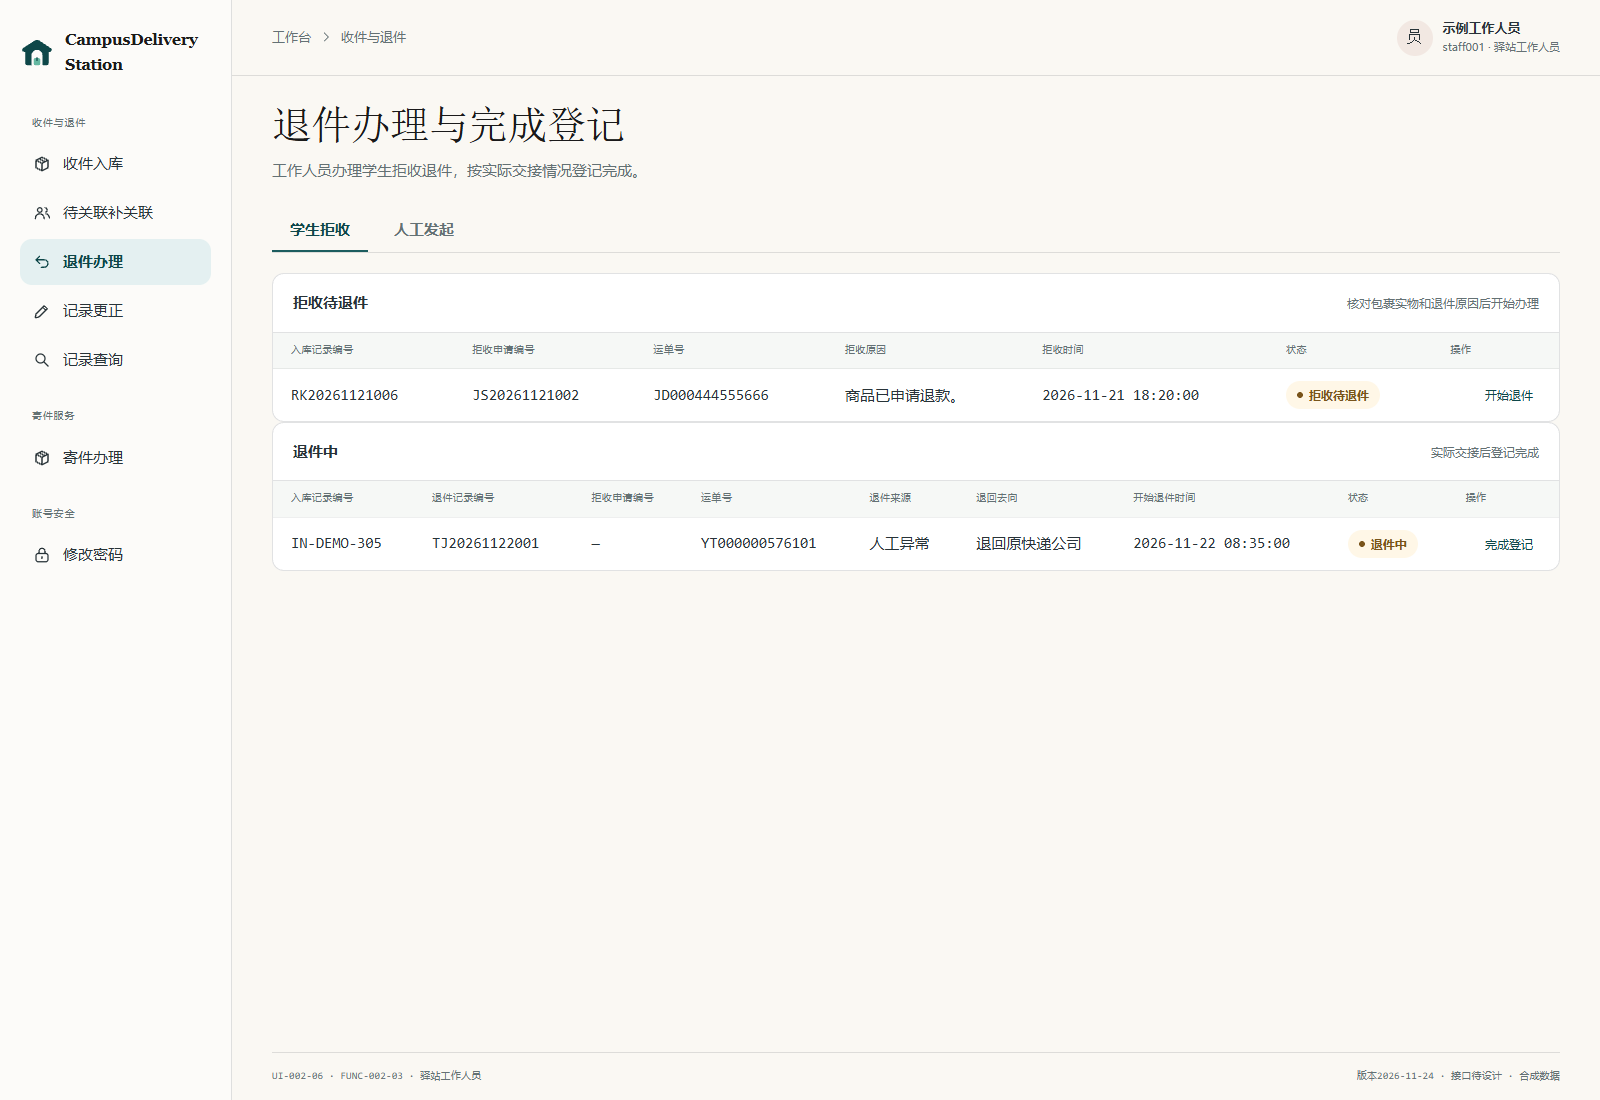 CampusDelivery
Station
收件与退件
收件入库
待关联补关联
退件办理
记录更正
记录查询
寄件服务
寄件办理
账号安全
修改密码
工作台 > 收件与退件
员
示例工作人员
staff001 · 驿站工作人员
退件办理与完成登记
工作人员办理学生拒收退件，按实际交接情况登记完成。
学生拒收 人工发起
拒收待退件 核对包裹实物和退件原因后开始办理
入库记录编号 拒收申请编号 运单号 拒收原因 拒收时间 状态 操作
RK20261121006 JS20261121002 JD000444555666 商品已申请退款。 2026-11-21 18:20:00 拒收待退件 开始退件
退件中 实际交接后登记完成
入库记录编号 退件记录编号 拒收申请编号 运单号 退件来源 退回去向 开始退件时间 状态 操作
IN-DEMO-305 TJ20261122001 — YT000000576101 人工异常 退回原快递公司 2026-11-22 08:35:00 退件中 完成登记
UI-002-06 · FUNC-002-03 · 驿站工作人员
版本2026-11-24 · 接口待设计 · 合成数据